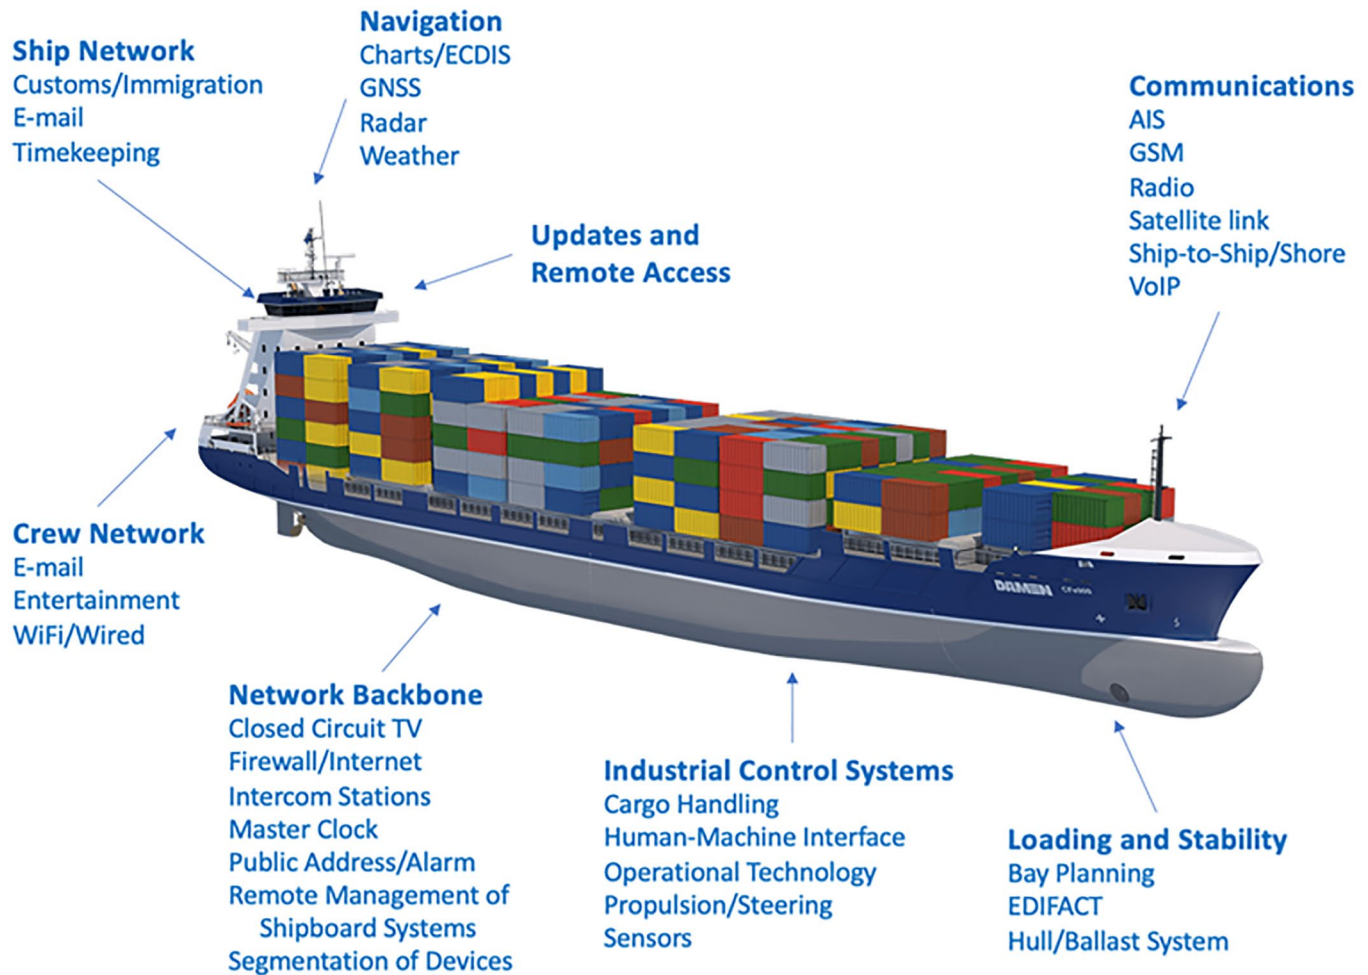 Ship Network
Customs/Immigration
E-mail
Timekeeping
Navigation
Charts/ECDIS
GNSS
Radar
Weather
Updates and
Remote Access
Communications
AIS
GSM
Radio
Satellite link
Ship-to-Ship/Shore
VoIP
Crew Network
E-mail
Entertainment
WiFi/Wired
DAMEN
Network Backbone
Closed Circuit TV
Firewall/Internet
Intercom Stations
Master Clock
Public Address/Alarm
Remote Management of
Shipboard Systems
Segmentation of Devices
Industrial Control Systems
Cargo Handling
Human-Machine Interface
Operational Technology
Propulsion/Steering
Sensors
Loading and Stability
Bay Planning
EDIFACT
Hull/Ballast System